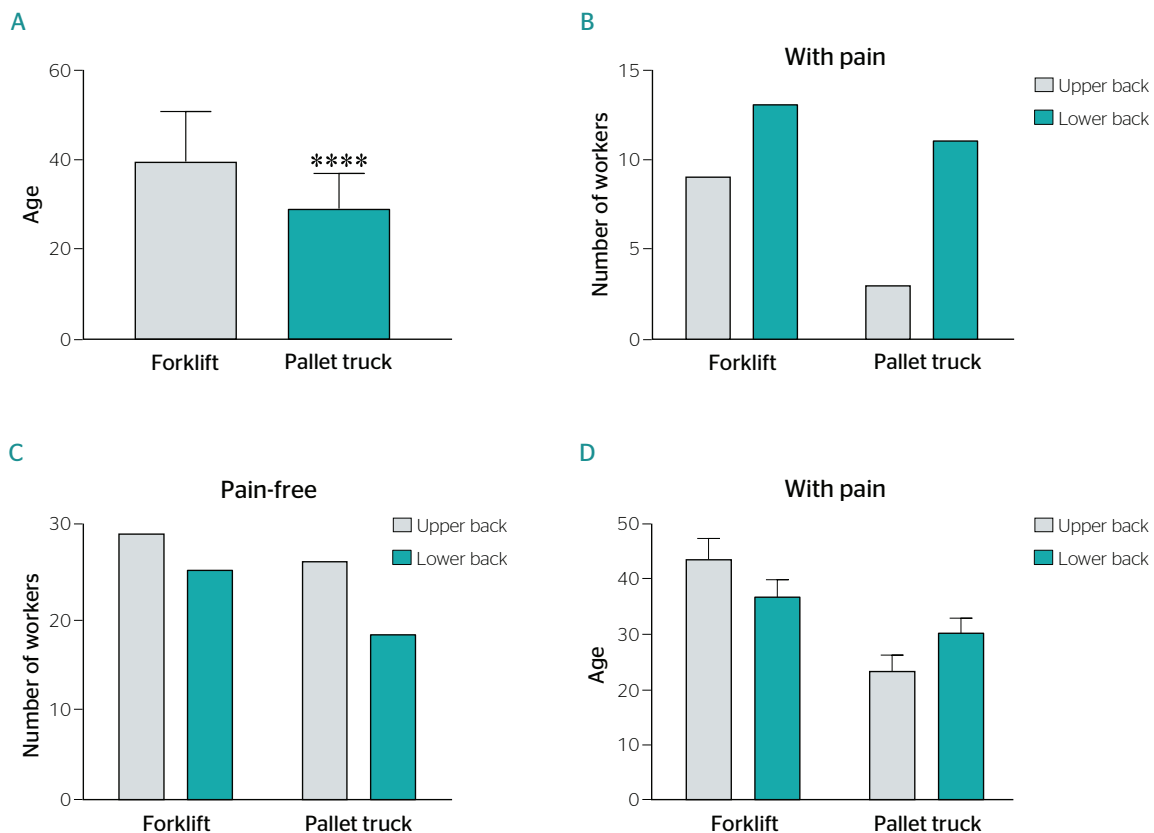 A
60
40
20
0
Age
****
Forklift
Pallet truck
B
With pain
15
10
5
0
Number of workers
Upper back
Lower back
Forklift
Pallet truck
C
Pain-free
30
20
10
0
Number of workers
Upper back
Lower back
Forklift
Pallet truck
D
With pain
50
40
30
20
10
0
Age
Upper back
Lower back
Forklift
Pallet truck